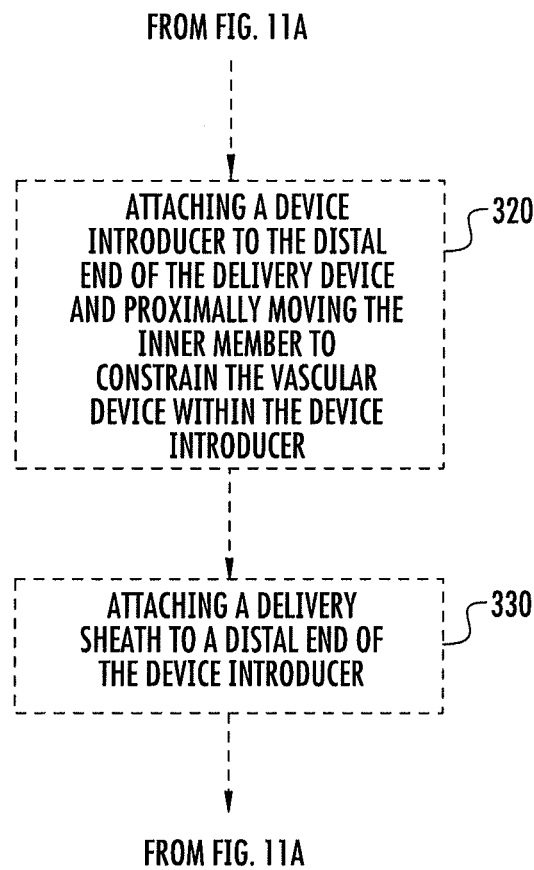 FROM FIG. 11A
ATTACHING A DEVICE
INTRODUCER TO THE DISTAL
END OF THE DELIVERY DEVICE
AND PROXIMALLY MOVING THE
INNER MEMBER TO
CONSTRAIN THE VASCULAR
DEVICE WITHIN THE DEVICE
INTRODUCER
320
ATTACHING A DELIVERY
SHEATH TO A DISTAL END OF
THE DEVICE INTRODUCER
330
FROM FIG. 11A